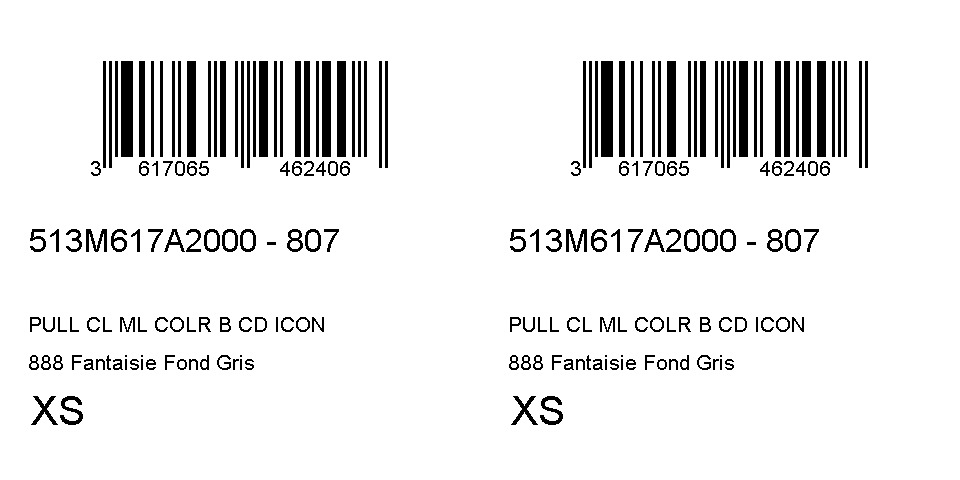 3 617065 462406
513M617A2000 - 807
PULL CL ML COLR B CD ICON
888 Fantaisie Fond Gris
XS
3 617065 462406
513M617A2000 - 807
PULL CL ML COLR B CD ICON
888 Fantaisie Fond Gris
XS